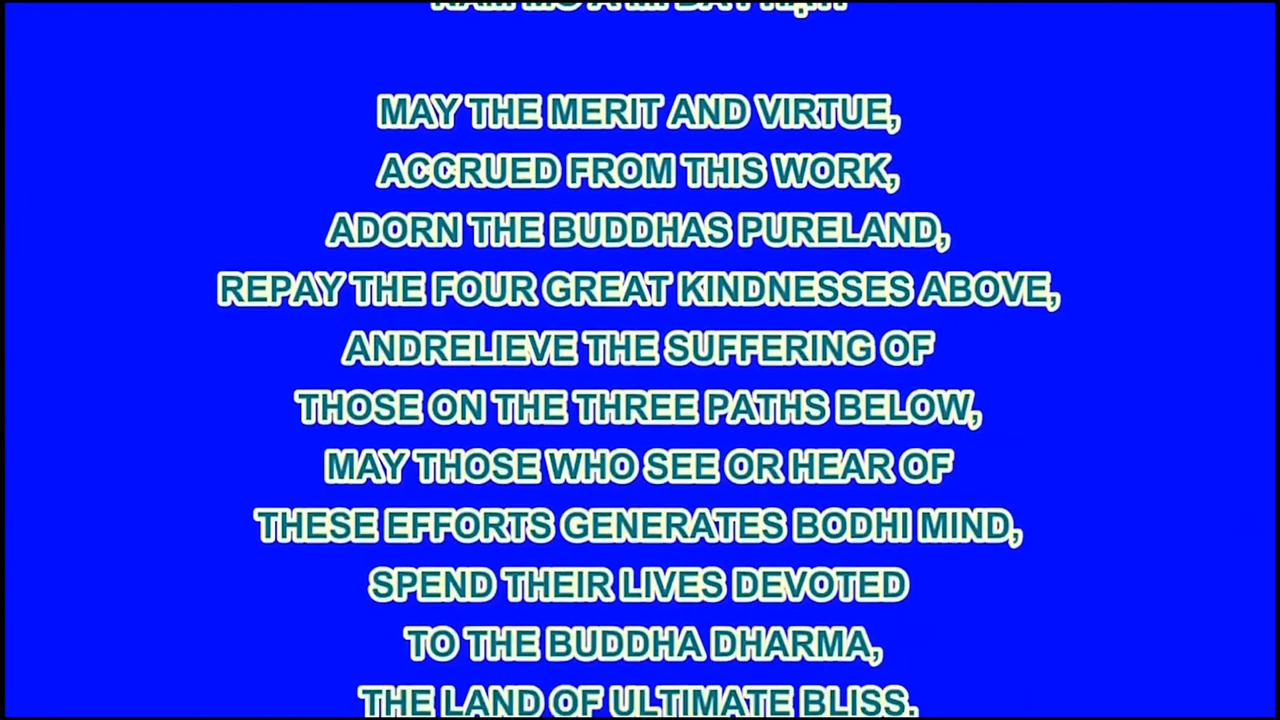 MAY THE MERIT AND VIRTUE,
ACCRUED FROM THIS WORK,
ADORN THE BUDDHAS PURELAND,
REPAY THE FOUR GREAT KINDNESSES ABOVE,
ANDRELIEVE THE SUFFERING OF
THOSE ON THE THREE PATHS BELOW,
MAY THOSE WHO SEE OR HEAR OF
THESE EFFORTS GENERATES BODHI MIND,
SPEND THEIR LIVES DEVOTED
TO THE BUDDHA DHARMA,
THE LAND OF ULTIMATE BLISS.